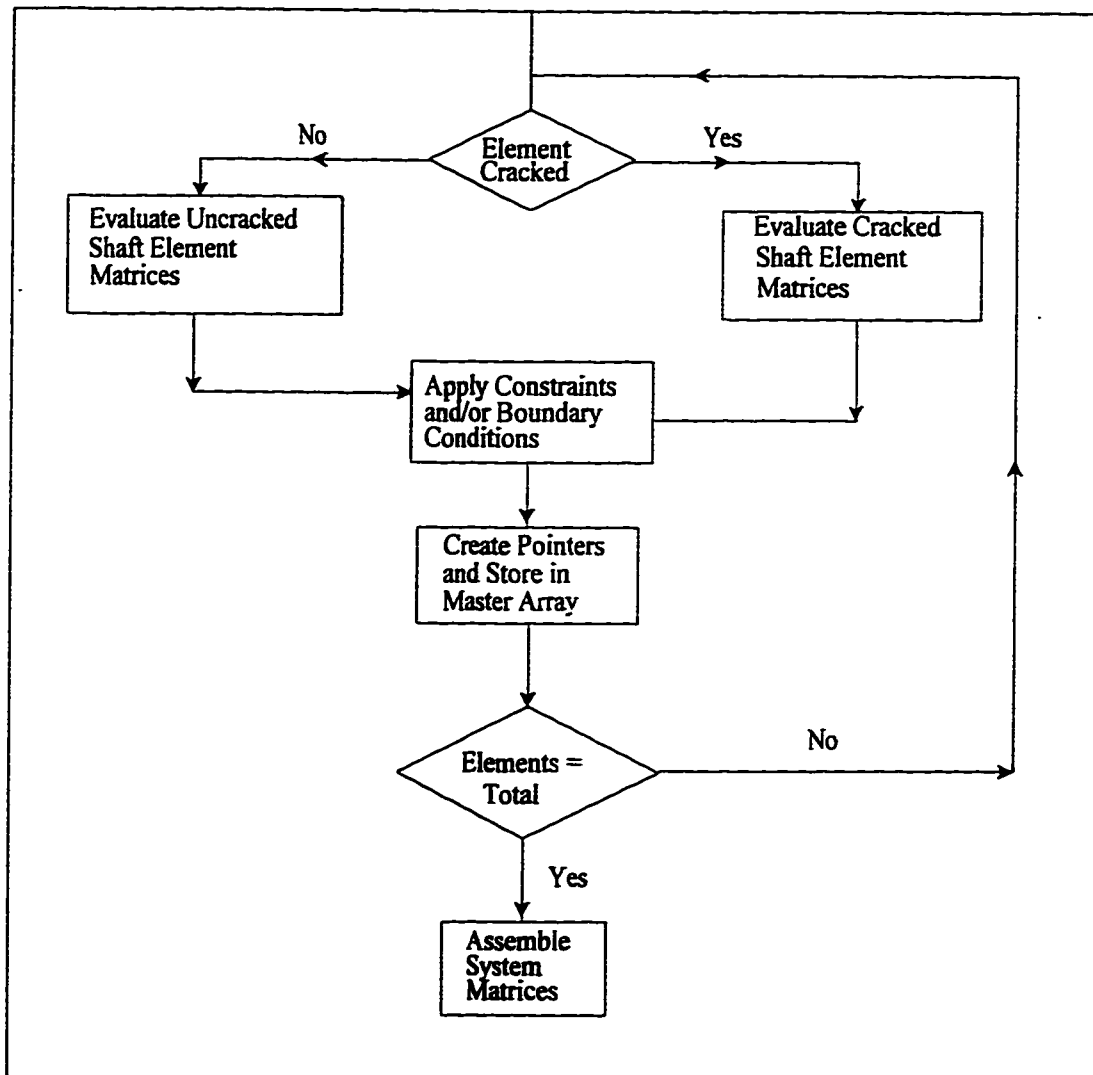 No
Yes
Element
Cracked
Evaluate Uncracked
Shaft Element
Matrices
Evaluate Cracked
Shaft Element
Matrices
Apply Constraints
and/or Boundary
Conditions
Create Pointers
and Store in
Master Array
Elements =
Total
No
Yes
Assemble
System
Matrices